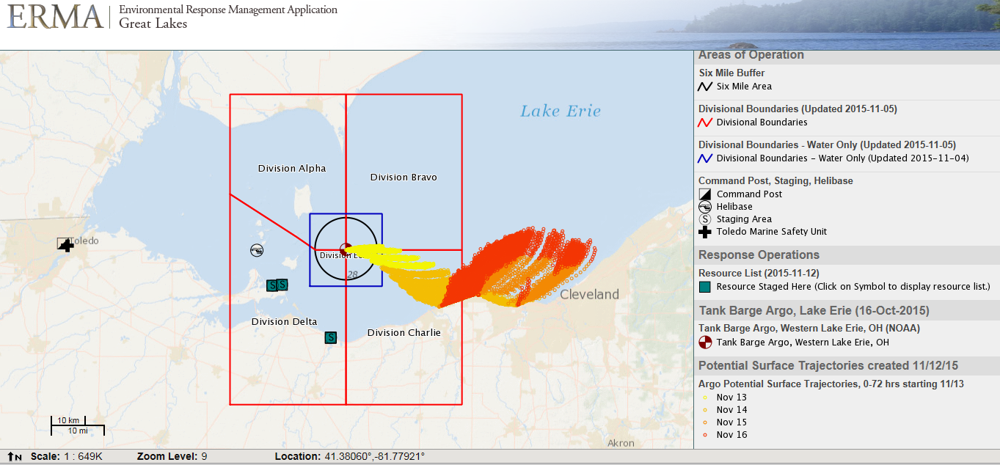 ERMA
Environmental Response Management Application
Great Lakes
Lake Erie
Division Alpha
Division Bravo
Toledo
Division
28
Cleveland
Division Delta
Division Charlie
S S
S
10 km
10 mi
Akron
Areas of Operation
Six Mile Buffer
Six Mile Area
Divisional Boundaries (Updated 2015-11-05)
Divisional Boundaries
Divisional Boundaries - Water Only (Updated 2015-11-05)
Divisional Boundaries - Water Only (Updated 2015-11-04)
Command Post, Staging, Helibase
Command Post
Helibase
S Staging Area
Toledo Marine Safety Unit
Response Operations
Resource List (2015-11-12)
Resource Staged Here (Click on Symbol to display resource list.)
Tank Barge Argo, Lake Erie (16-Oct-2015)
Tank Barge Argo, Western Lake Erie, OH (NOAA)
Tank Barge Argo, Western Lake Erie, OH
Potential Surface Trajectories created 11/12/15
Argo Potential Surface Trajectories, 0-72 hrs starting 11/13
Nov 13
Nov 14
Nov 15
Nov 16
N Scale: 1 : 649K Zoom Level: 9 Location: 41.38060°,-81.77921°